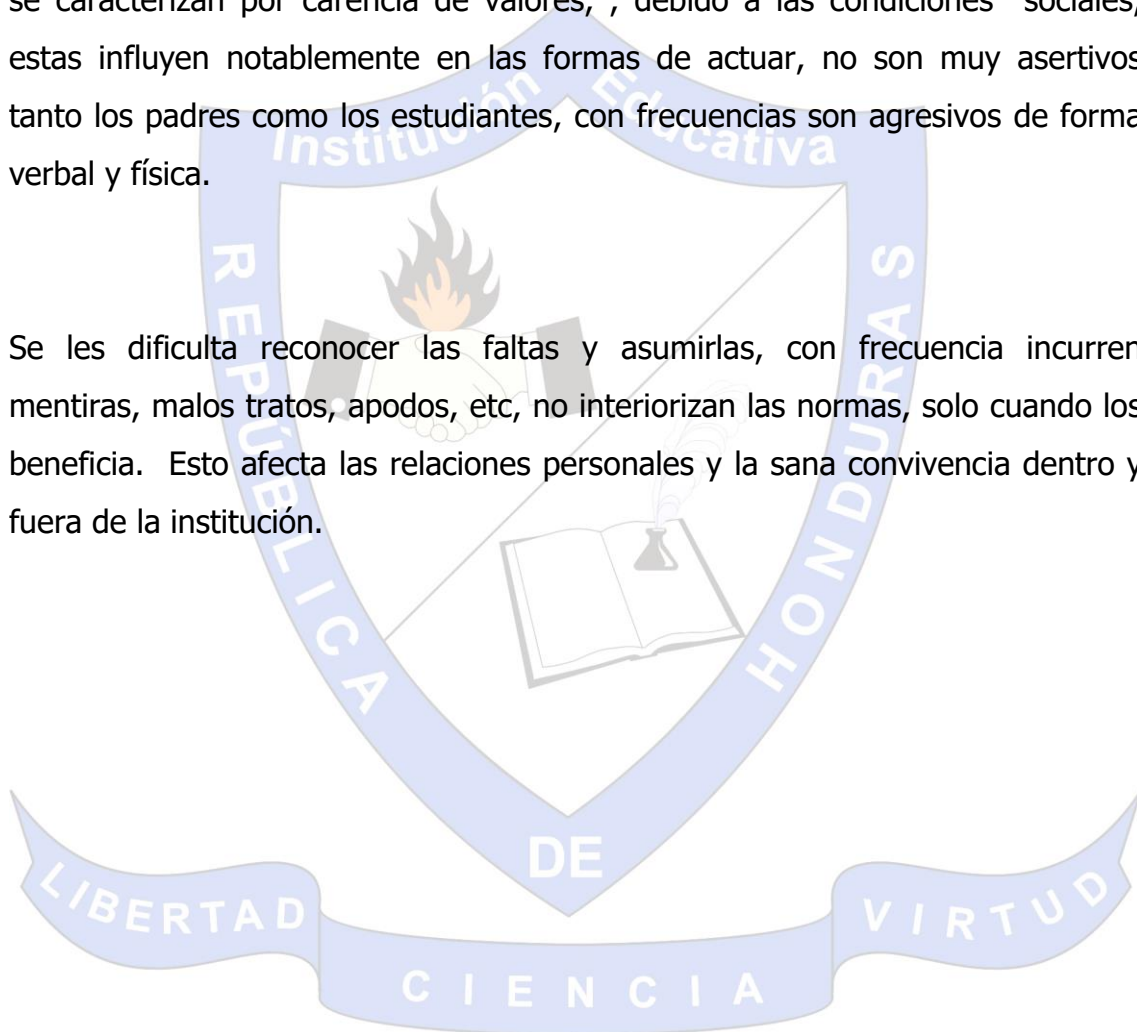 se caracterizan por carencia de valores, , debido a las condiciones sociales,
estas influyen notablemente en las formas de actuar, no son muy asertivos
tanto los padres como los estudiantes, con frecuencias son agresivos de forma
verbal y física.
Se les dificulta reconocer las faltas y asumirlas, con frecuencia incurren
mentiras, malos tratos, apodos, etc, no interiorizan las normas, solo cuando los
beneficia. Esto afecta las relaciones personales y la sana convivencia dentro y
fuera de la institución.
Institución Educativa
REPÚBLICA
DE
HONDURAS
LIBERTAD
CIENCIA
VIRTUD